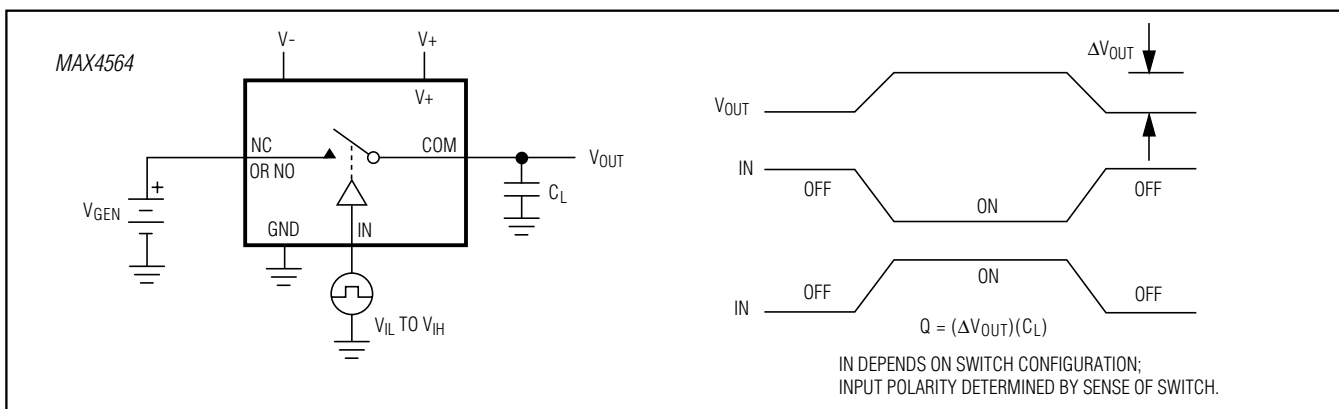 MAX4564
V-
V+
V+
NC
OR NO
COM
VOUT
CL
VGEN
+
GND
IN
VIL TO VIH
ΔVOUT
VOUT
IN
OFF
ON
OFF
IN
OFF
ON
OFF
Q = (ΔVOUT)(CL)
IN DEPENDS ON SWITCH CONFIGURATION;
INPUT POLARITY DETERMINED BY SENSE OF SWITCH.